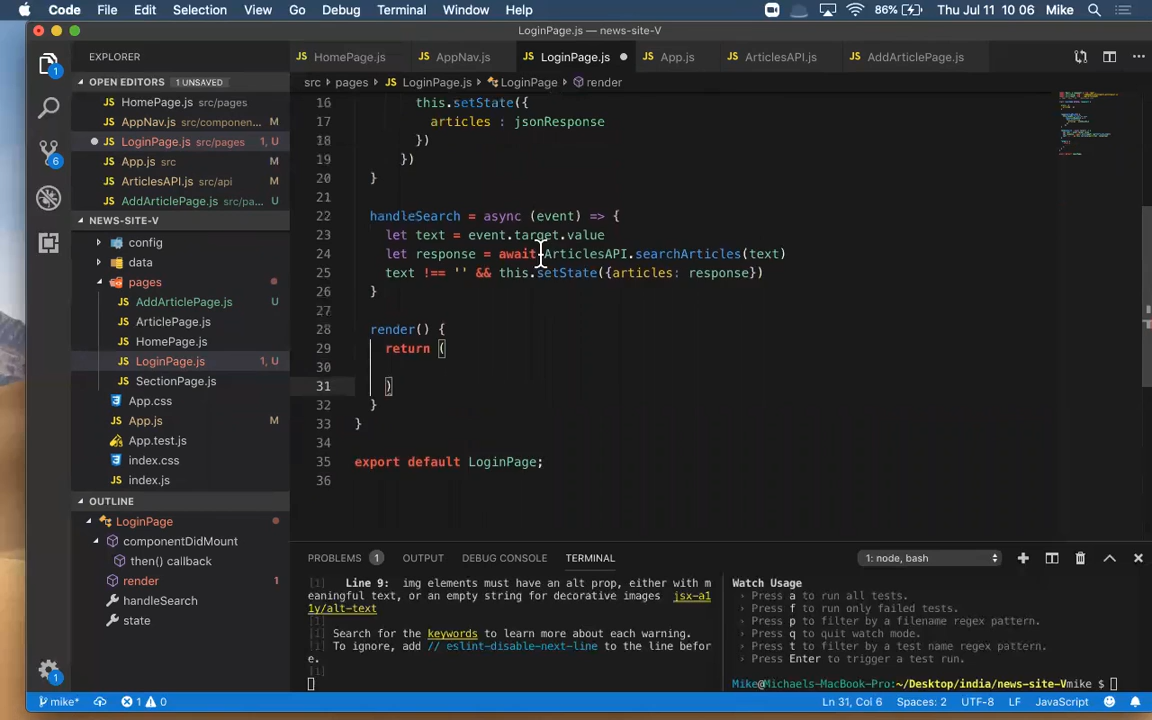 Code File Edit Selection View Go Debug Terminal Window Help 86% Thu Jul 11 10 06 Mike
LoginPage.js — news-site-V
EXPLORER
OPEN EDITORS 1 UNSAVED
JS HomePage.js src/pages
JS AppNav.js src/componen... M
JS LoginPage.js src/pages 1, U
JS App.js src M
JS ArticlesAPI.js src/api M
JS AddArticlePage.js src/pa... U
NEWS-SITE-V
config
data
pages
JS AddArticlePage.js U
JS ArticlePage.js
JS HomePage.js
JS LoginPage.js 1, U
JS SectionPage.js
App.css
JS App.js M
App.test.js
index.css
JS index.js
OUTLINE
LoginPage
componentDidMount
then() callback
render 1
handleSearch
state
1
6
1
JS HomePage.js JS AppNav.js JS LoginPage.js JS App.js JS ArticlesAPI.js JS AddArticlePage.js
src pages JS LoginPage.js LoginPage render
16 this.setState({
17 articles : jsonResponse
18 })
19 })
20 }
21
22 handleSearch = async (event) => {
23 let text = event.target.value
24 let response = await ArticlesAPI.searchArticles(text)
25 text !== '' && this.setState({articles: response})
26 }
27
28 render() {
29 return (
30
31 )
32 }
33 }
34
35 export default LoginPage;
36
PROBLEMS 1 OUTPUT DEBUG CONSOLE TERMINAL 1: node, bash
[1] Line 9: img elements must have an alt prop, either with m
eaningful text, or an empty string for decorative images jsx-a1
1y/alt-text
[1]
[1] Search for the keywords to learn more about each warning.
[1] To ignore, add // eslint-disable-next-line to the line befor
e.
[1]
Watch Usage
› Press a to run all tests.
› Press f to run only failed tests.
› Press p to filter by a filename regex pattern.
› Press q to quit watch mode.
› Press t to filter by a test name regex pattern.
› Press Enter to trigger a test run.
Mike@Michaels-MacBook-Pro:~/Desktop/india/news-site-Vmike $
mike* 1 0 Ln 31, Col 6 Spaces: 2 UTF-8 LF JavaScript 1